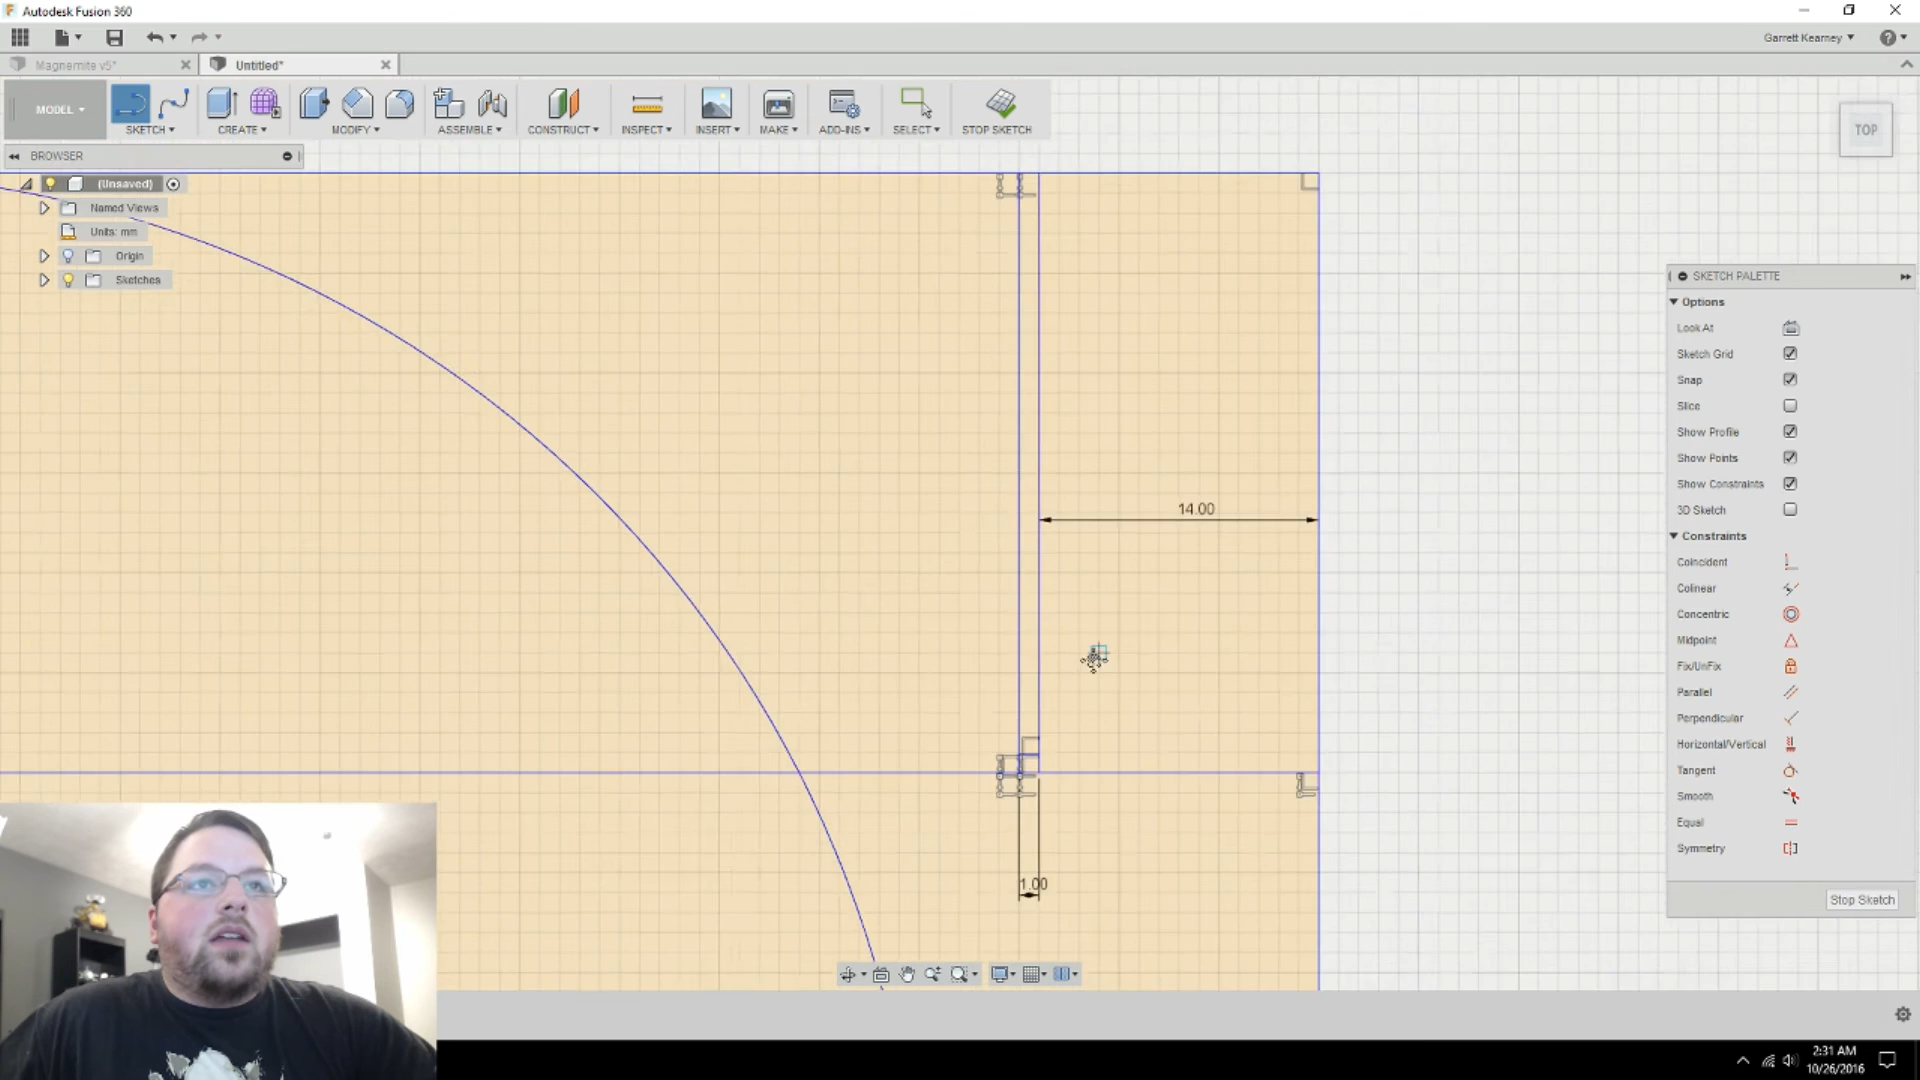 Autodesk Fusion 360
Garrett Kearney
Magnemite v5*
Untitled*
MODEL
SKETCH
CREATE
MODIFY
ASSEMBLE
CONSTRUCT
INSPECT
INSERT
MAKE
ADD-INS
SELECT
STOP SKETCH
TOP
BROWSER
(Unsaved)
Named Views
Units: mm
Origin
Sketches
SKETCH PALETTE
Options
Look At
Sketch Grid
Snap
Slice
Show Profile
Show Points
Show Constraints
3D Sketch
Constraints
Coincident
Colinear
Concentric
Midpoint
Fix/UnFix
Parallel
Perpendicular
Horizontal/Vertical
Tangent
Smooth
Equal
Symmetry
Stop Sketch
14.00
1.00
2:31 AM
10/26/2016